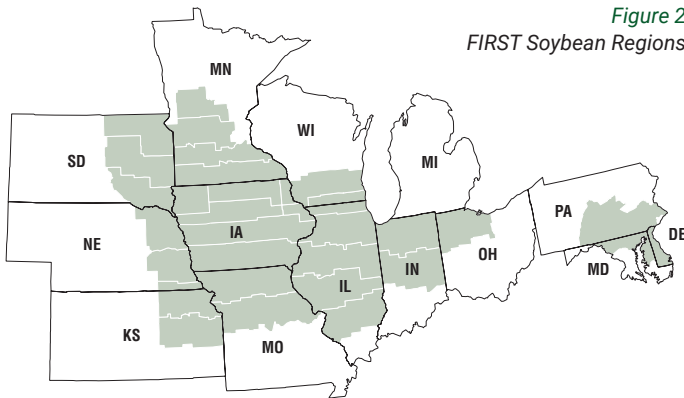 Figure 2
FIRST Soybean Regions
MN
WI
MI
SD
PA
NE
IA
DE
OH
IN
MD
IL
KS
MO